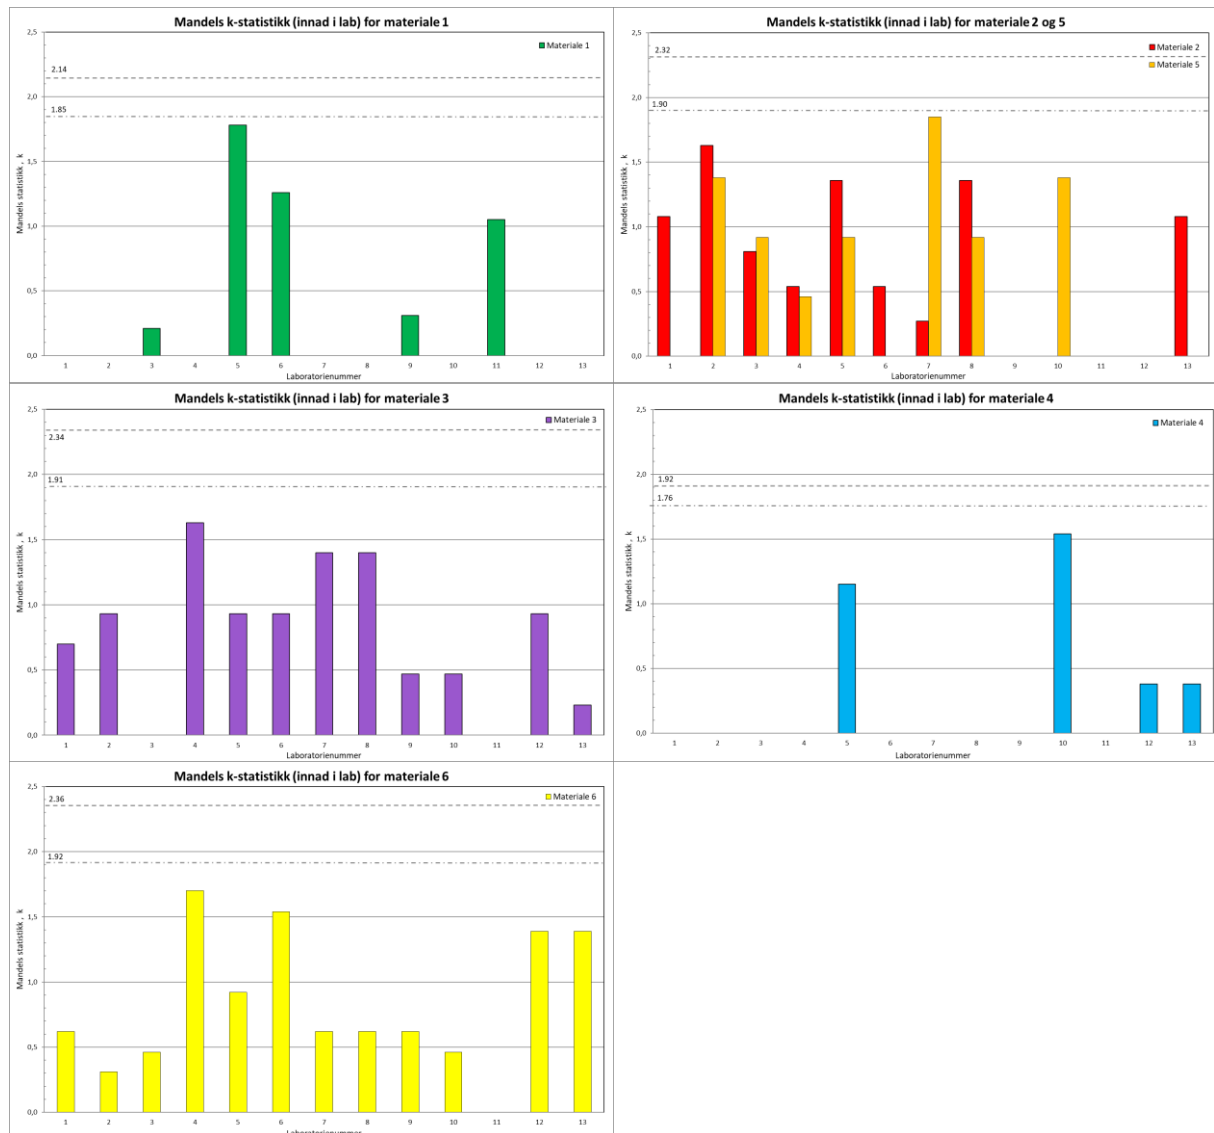 Mandels k-statistikk (innad i lab) for materiale 1
2,5
Materiale 1
2.14
2,0
1.85
1,5
1,0
0,5
0,0
Mandels statistikk , k
1 2 3 4 5 6 7 8 9 10 11 12 13
Laboratorienummer
Mandels k-statistikk (innad i lab) for materiale 2 og 5
2,5
Materiale 2
2.32
Materiale 5
2,0
1.90
1,5
1,0
0,5
0,0
Mandels statistikk , k
1 2 3 4 5 6 7 8 9 10 11 12 13
Laboratorienummer
Mandels k-statistikk (innad i lab) for materiale 3
2,5
Materiale 3
2.34
2,0
1.91
1,5
1,0
0,5
0,0
Mandels statistikk , k
1 2 3 4 5 6 7 8 9 10 11 12 13
Laboratorienummer
Mandels k-statistikk (innad i lab) for materiale 4
2,5
Materiale 4
2,0
1.92
1.76
1,5
1,0
0,5
0,0
Mandels statistikk , k
1 2 3 4 5 6 7 8 9 10 11 12 13
Laboratorienummer
Mandels k-statistikk (innad i lab) for materiale 6
2,5
2.36
Materiale 6
2,0
1.92
1,5
1,0
0,5
0,0
Mandels statistikk , k
1 2 3 4 5 6 7 8 9 10 11 12 13
Laboratorienummer